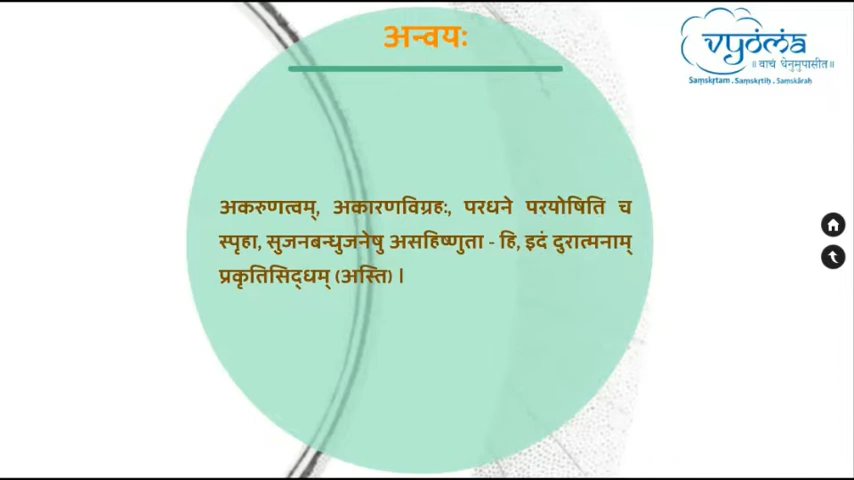 अन्वयः
vyoma
॥ वाचं धेनुमुपासीत॥
Saṃskṛtam . Saṃskṛtiḥ . Saṃskārāḥ
अकरुणत्वम्, अकारणविग्रहः, परधने परयोषिति च
स्पृहा, सुजनबन्धुजनेषु असहिष्णुता - हि, इदं दुरात्मनाम्
प्रकृतिसिद्धम् (अस्ति) ।